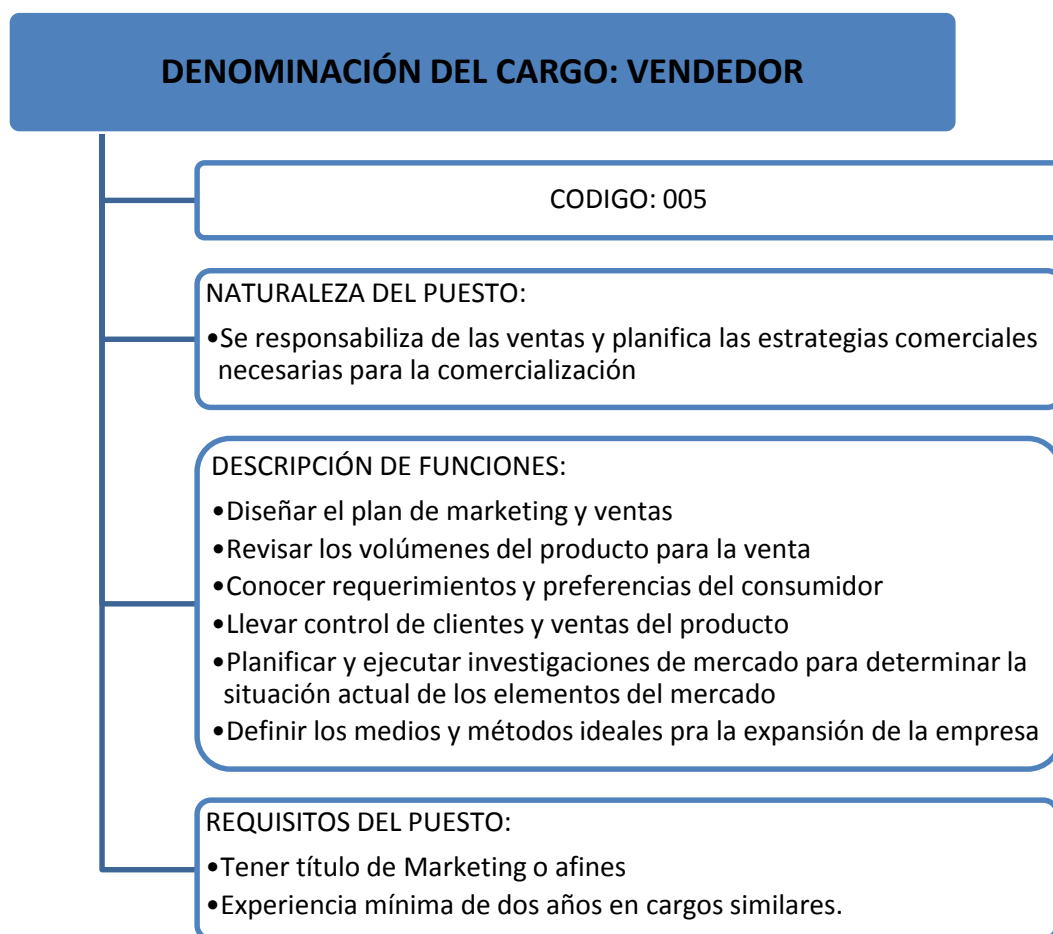 DENOMINACIÓN DEL CARGO: VENDEDOR
CODIGO: 005
NATURALEZA DEL PUESTO:
•Se responsabiliza de las ventas y planifica las estrategias comerciales
necesarias para la comercialización
DESCRIPCIÓN DE FUNCIONES:
•Diseñar el plan de marketing y ventas
•Revisar los volúmenes del producto para la venta
•Conocer requerimientos y preferencias del consumidor
•Llevar control de clientes y ventas del producto
•Planificar y ejecutar investigaciones de mercado para determinar la
situación actual de los elementos del mercado
•Definir los medios y métodos ideales pra la expansión de la empresa
REQUISITOS DEL PUESTO:
•Tener título de Marketing o afines
•Experiencia mínima de dos años en cargos similares.